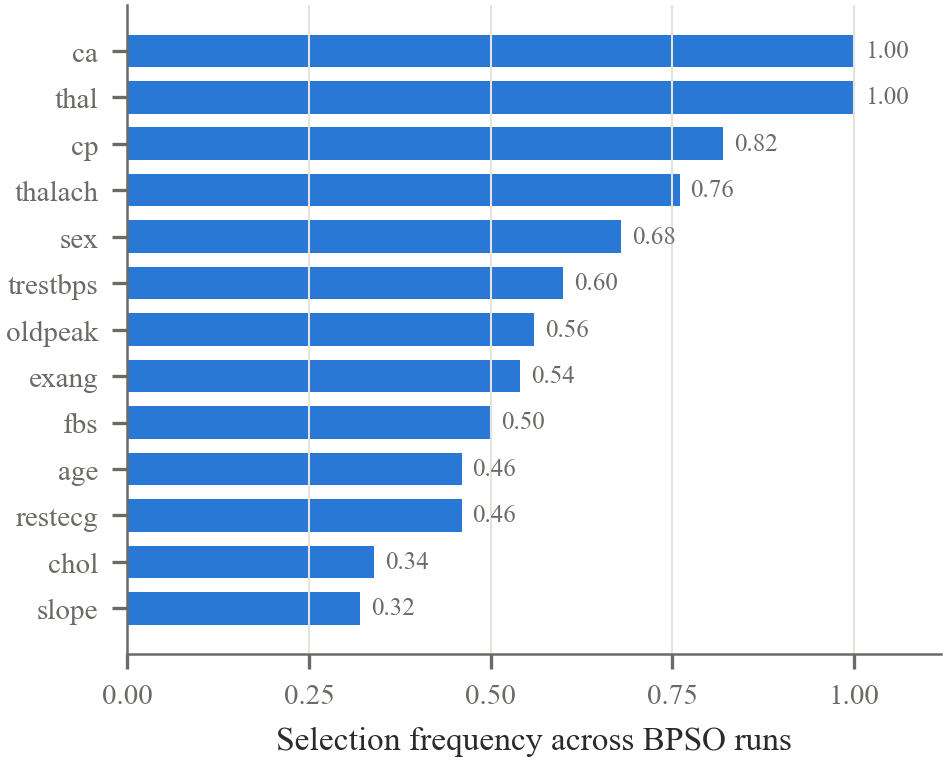 ca 1.00
thal 1.00
cp 0.82
thalach 0.76
sex 0.68
trestbps 0.60
oldpeak 0.56
exang 0.54
fbs 0.50
age 0.46
restecg 0.46
chol 0.34
slope 0.32
0.00 0.25 0.50 0.75 1.00
Selection frequency across BPSO runs